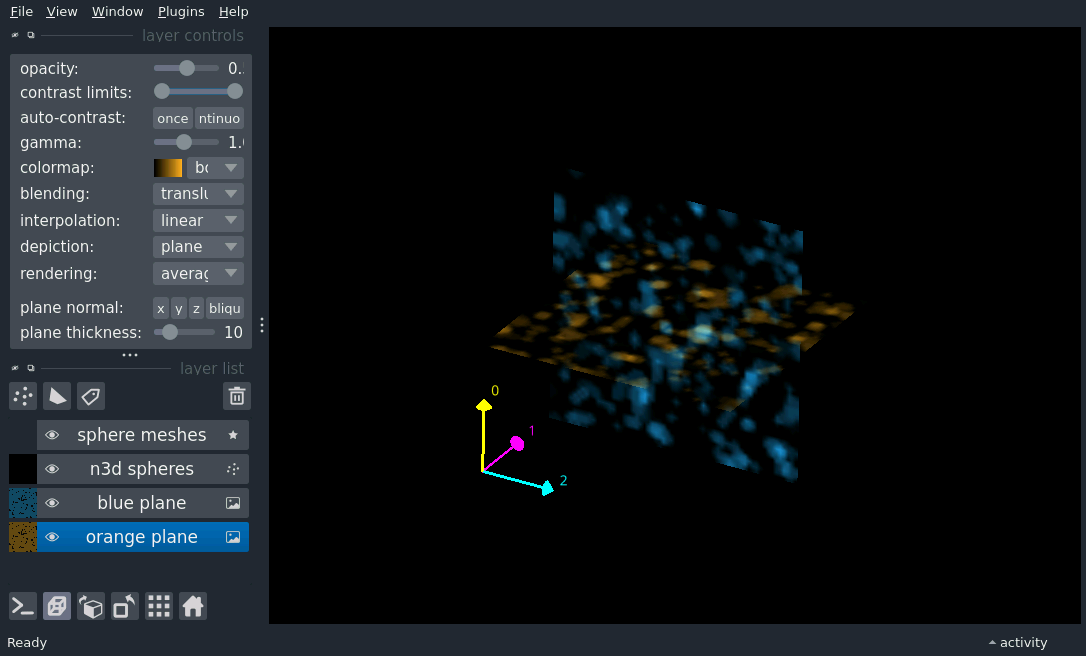 File View Window Plugins Help
layer controls
opacity: 0.
contrast limits:
auto-contrast: once ntinuo
gamma: 1.
colormap: bo
blending: translu
interpolation: linear
depiction: plane
rendering: averag
plane normal: x y z bliqu
plane thickness: 10
layer list
sphere meshes
n3d spheres
blue plane
orange plane
0
1
2
Ready
activity